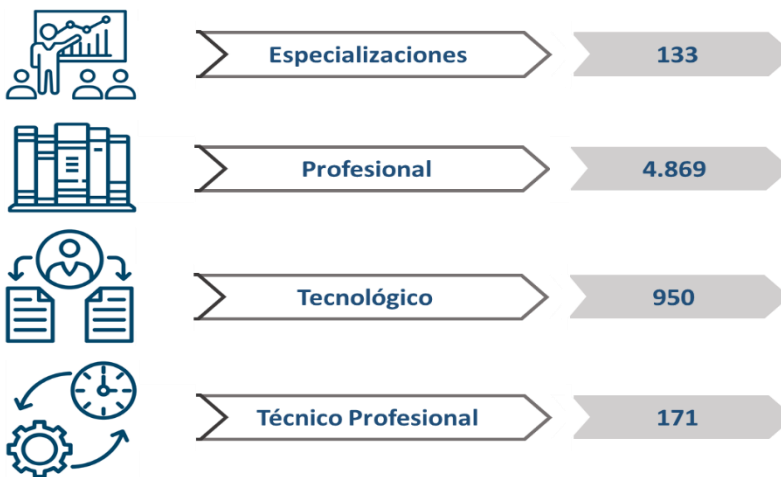 Especializaciones 133
Profesional 4.869
Tecnológico 950
Técnico Profesional 171